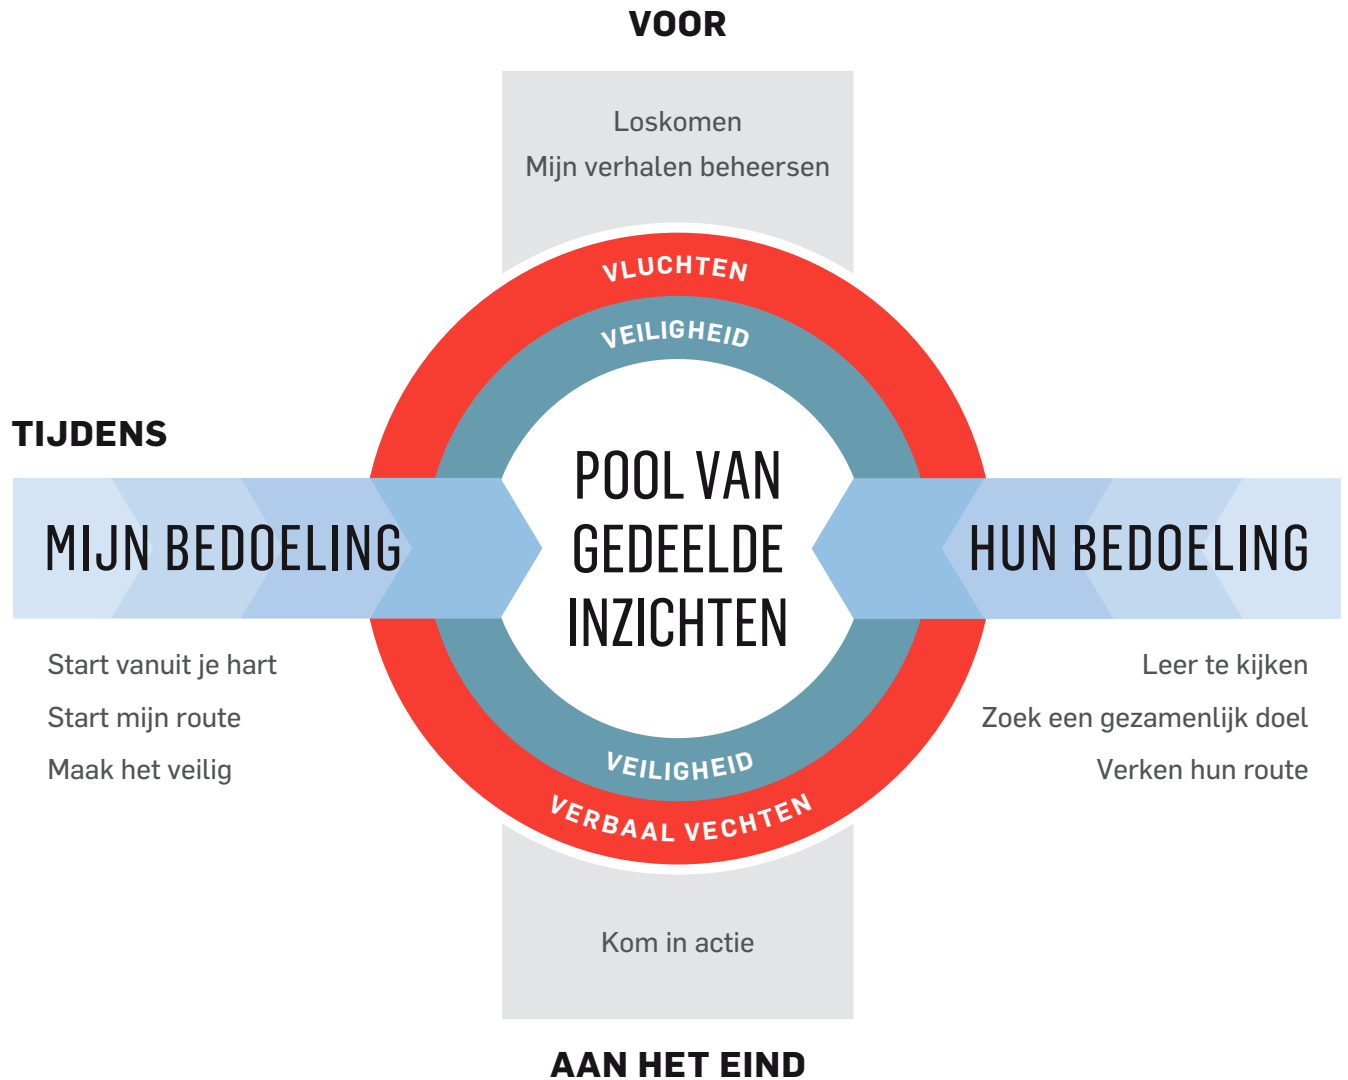 VOOR
Loskomen
Mijn verhalen beheersen
VLUCHTEN
VEILIGHEID
TIJDENS
MIJN BEDOELING
POOL VAN
GEDEELDE
INZICHTEN
HUN BEDOELING
Start vanuit je hart
Start mijn route
Maak het veilig
Leer te kijken
Zoek een gezamenlijk doel
Verken hun route
VEILIGHEID
VERBAAL VECHTEN
Kom in actie
AAN HET EIND